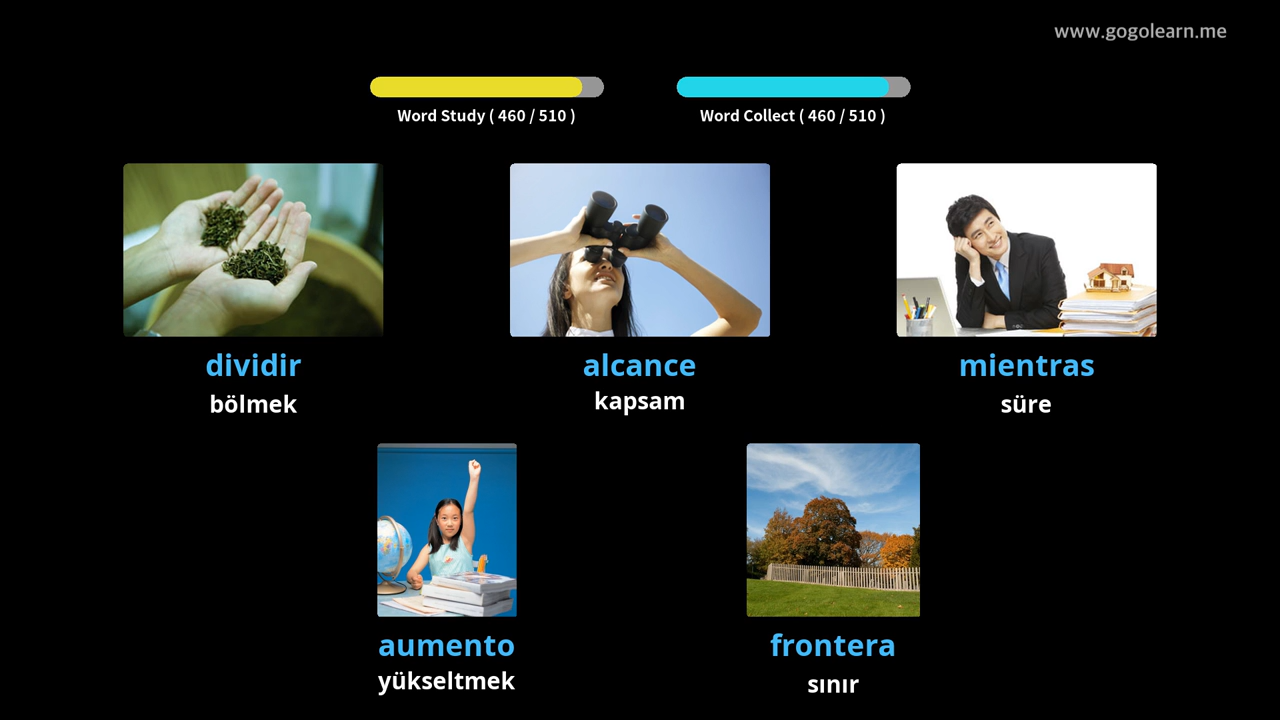 www.gogolearn.me
Word Study ( 460 / 510 )
Word Collect ( 460 / 510 )
dividir
bölmek
alcance
kapsam
mientras
süre
aumento
yükseltmek
frontera
sınır